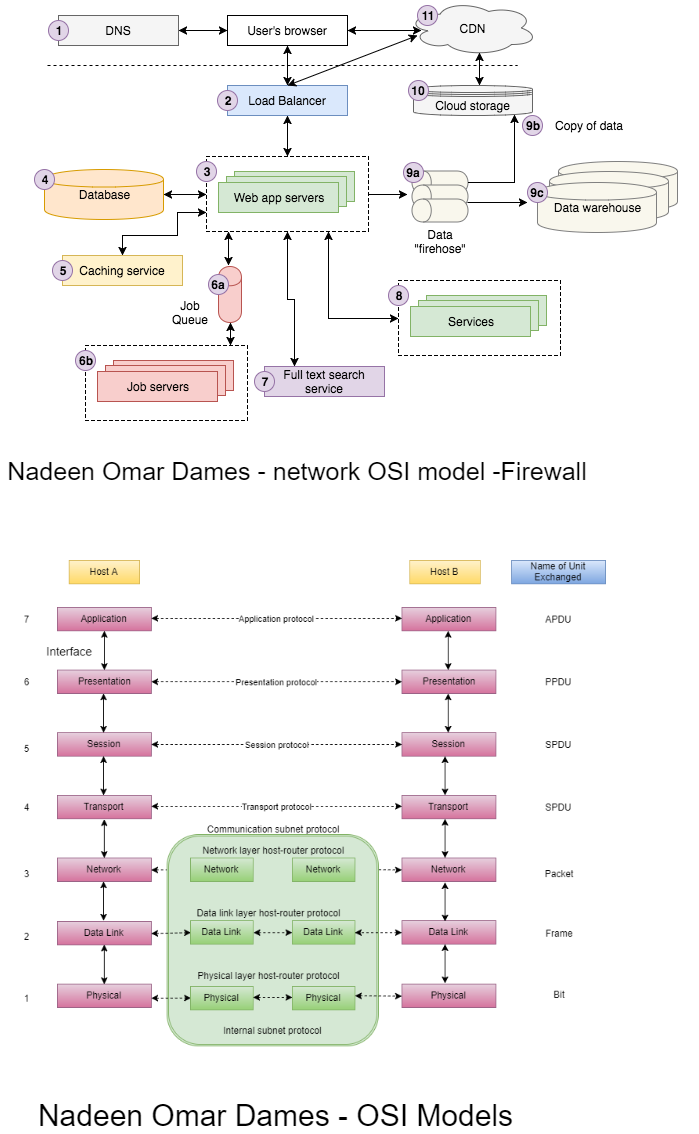 1
DNS
User's browser
11
CDN
2
Load Balancer
10
Cloud storage
9b
Copy of data
3
Web app servers
4
Database
9a
Data
"firehose"
9c
Data warehouse
5
Caching service
6a
Job
Queue
8
Services
6b
Job servers
7
Full text search
service
Nadeen Omar Dames - network OSI model -Firewall
Host A
Host B
Name of Unit
Exchanged
7
Application
Application protocol
Application
APDU
Interface
6
Presentation
Presentation protocol
Presentation
PPDU
5
Session
Session protocol
Session
SPDU
4
Transport
Transport protocol
Transport
SPDU
Communication subnet protocol
Network layer host-router protocol
3
Network
Network
Network
Network
Packet
Data link layer host-router protocol
2
Data Link
Data Link
Data Link
Data Link
Frame
Physical layer host-router protocol
1
Physical
Physical
Physical
Physical
Bit
Internal subnet protocol
Nadeen Omar Dames - OSI Models